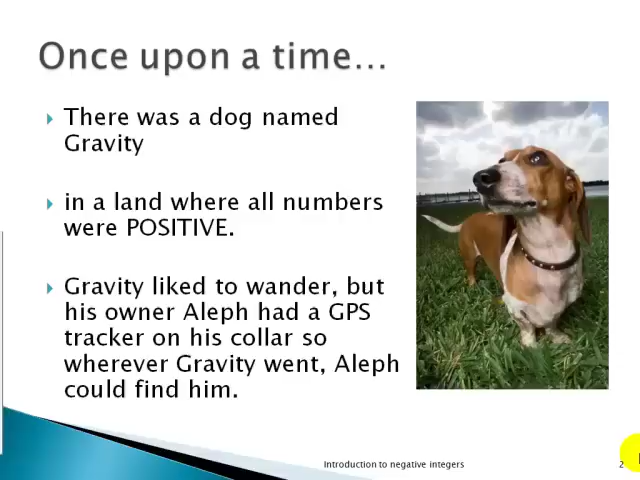 Once upon a time...
There was a dog named
Gravity
in a land where all numbers
were POSITIVE.
Gravity liked to wander, but
his owner Aleph had a GPS
tracker on his collar so
wherever Gravity went, Aleph
could find him.
Introduction to negative integers
2